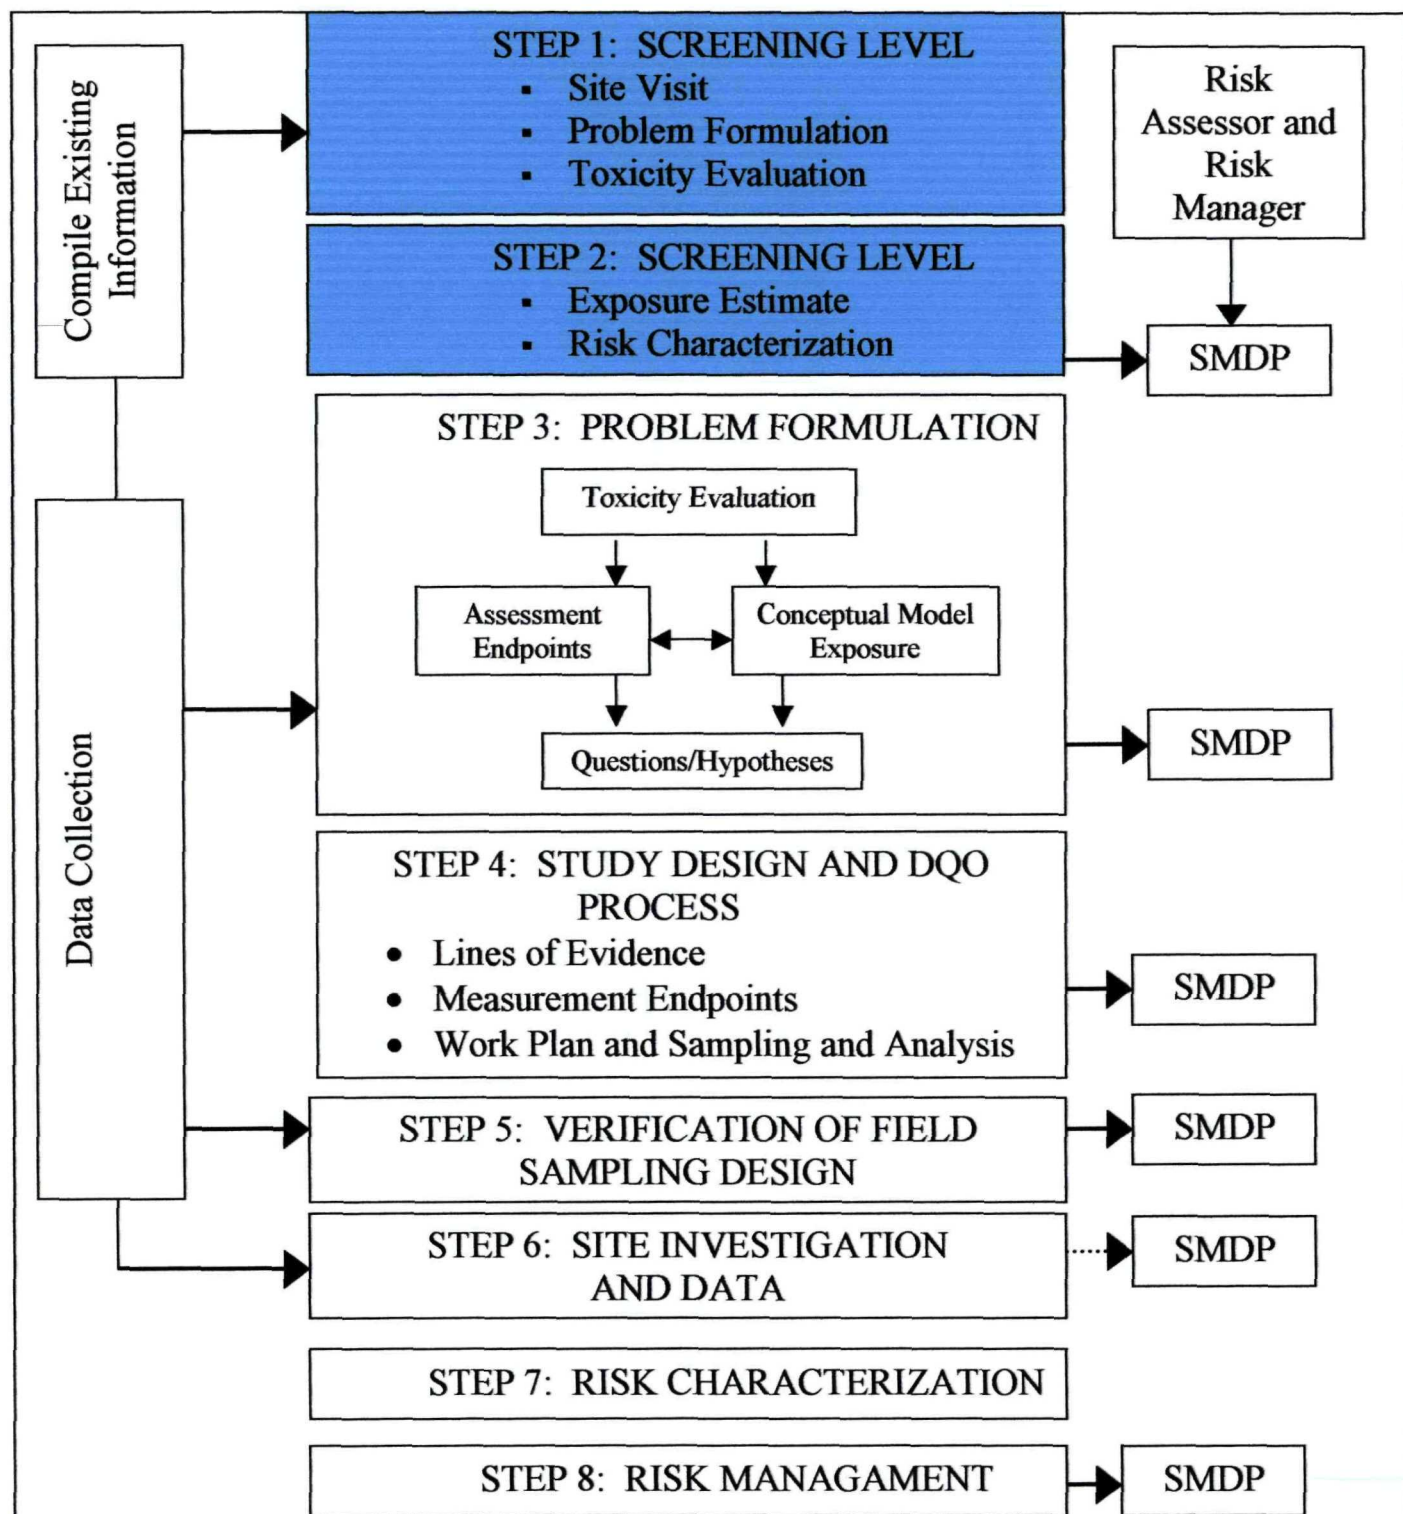 Compile Existing
Information
STEP 1: SCREENING LEVEL
▪ Site Visit
▪ Problem Formulation
▪ Toxicity Evaluation
Risk
Assessor and
Risk
Manager
STEP 2: SCREENING LEVEL
▪ Exposure Estimate
▪ Risk Characterization
SMDP
Data Collection
STEP 3: PROBLEM FORMULATION
Toxicity Evaluation
Assessment
Endpoints
Conceptual Model
Exposure
Questions/Hypotheses
SMDP
STEP 4: STUDY DESIGN AND DQO
PROCESS
• Lines of Evidence
• Measurement Endpoints
• Work Plan and Sampling and Analysis
SMDP
STEP 5: VERIFICATION OF FIELD
SAMPLING DESIGN
SMDP
STEP 6: SITE INVESTIGATION
AND DATA
SMDP
STEP 7: RISK CHARACTERIZATION
STEP 8: RISK MANAGAMENT
SMDP